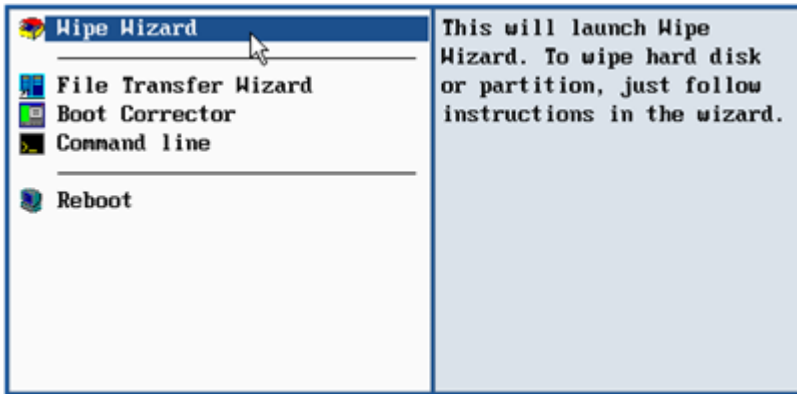 Wipe Wizard
File Transfer Wizard
Boot Corrector
Command line
Reboot
This will launch Wipe
Wizard. To wipe hard disk
or partition, just follow
instructions in the wizard.